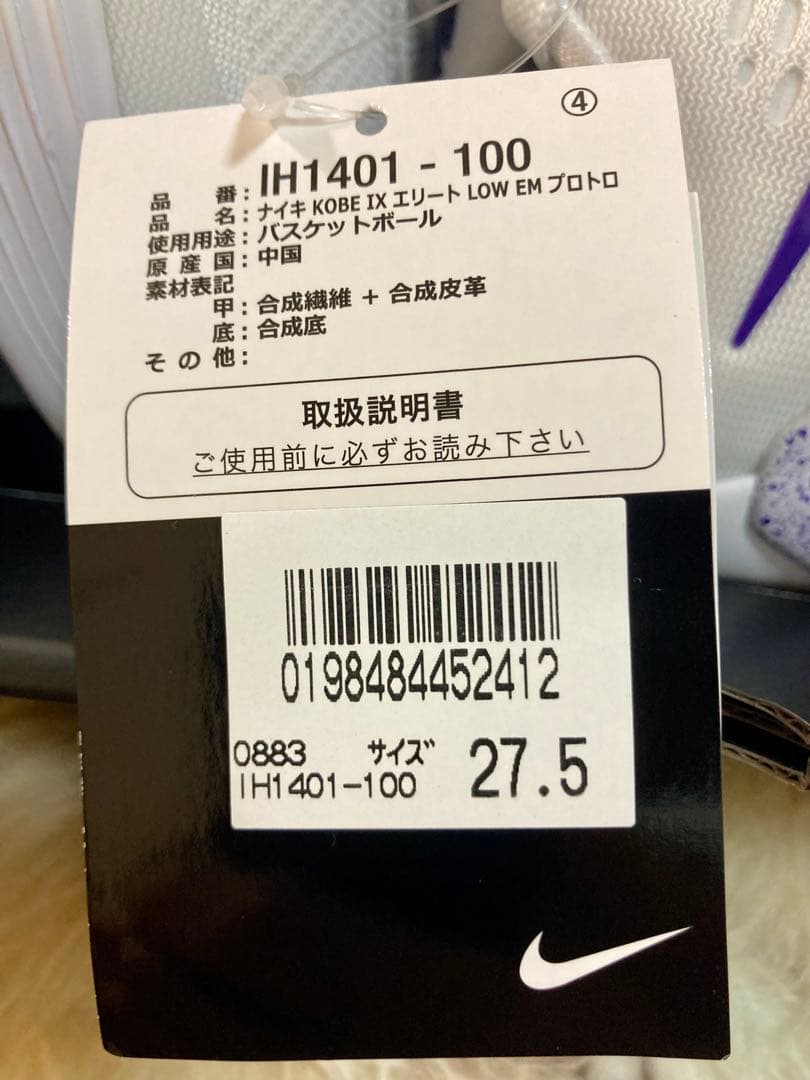 ④
品番：IH1401 - 100
品名：ナイキ KOBE IX エリート LOW EM プロトロ
使用用途：バスケットボール
原産国：中国
素材表記
甲：合成繊維 + 合成皮革
底：合成底
その他：
取扱説明書
ご使用前に必ずお読み下さい
0198484452412
0883 サイズ 27.5
IH1401-100